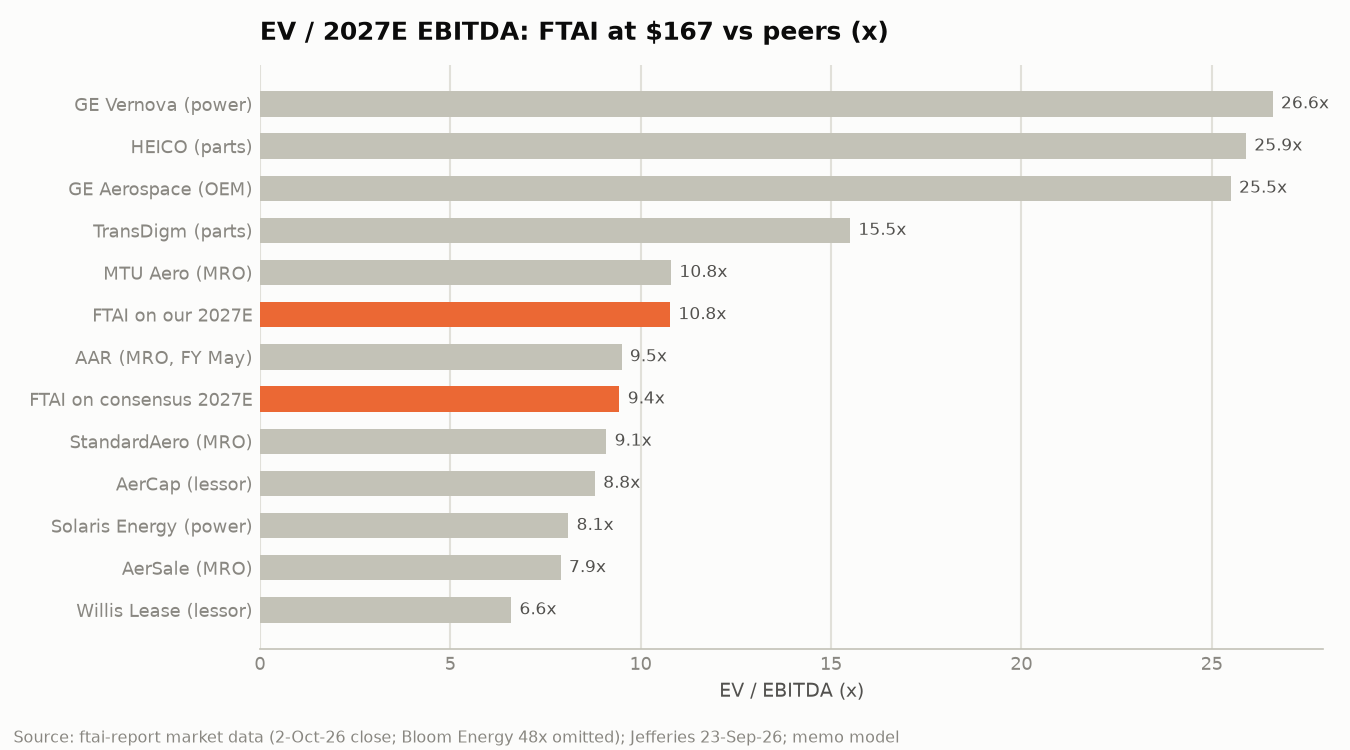 EV / 2027E EBITDA: FTAI at $167 vs peers (x)
GE Vernova (power) 26.6x
HEICO (parts) 25.9x
GE Aerospace (OEM) 25.5x
TransDigm (parts) 15.5x
MTU Aero (MRO) 10.8x
FTAI on our 2027E 10.8x
AAR (MRO, FY May) 9.5x
FTAI on consensus 2027E 9.4x
StandardAero (MRO) 9.1x
AerCap (lessor) 8.8x
Solaris Energy (power) 8.1x
AerSale (MRO) 7.9x
Willis Lease (lessor) 6.6x
0 5 10 15 20 25
EV / EBITDA (x)
Source: ftai-report market data (2-Oct-26 close; Bloom Energy 48x omitted); Jefferies 23-Sep-26; memo model